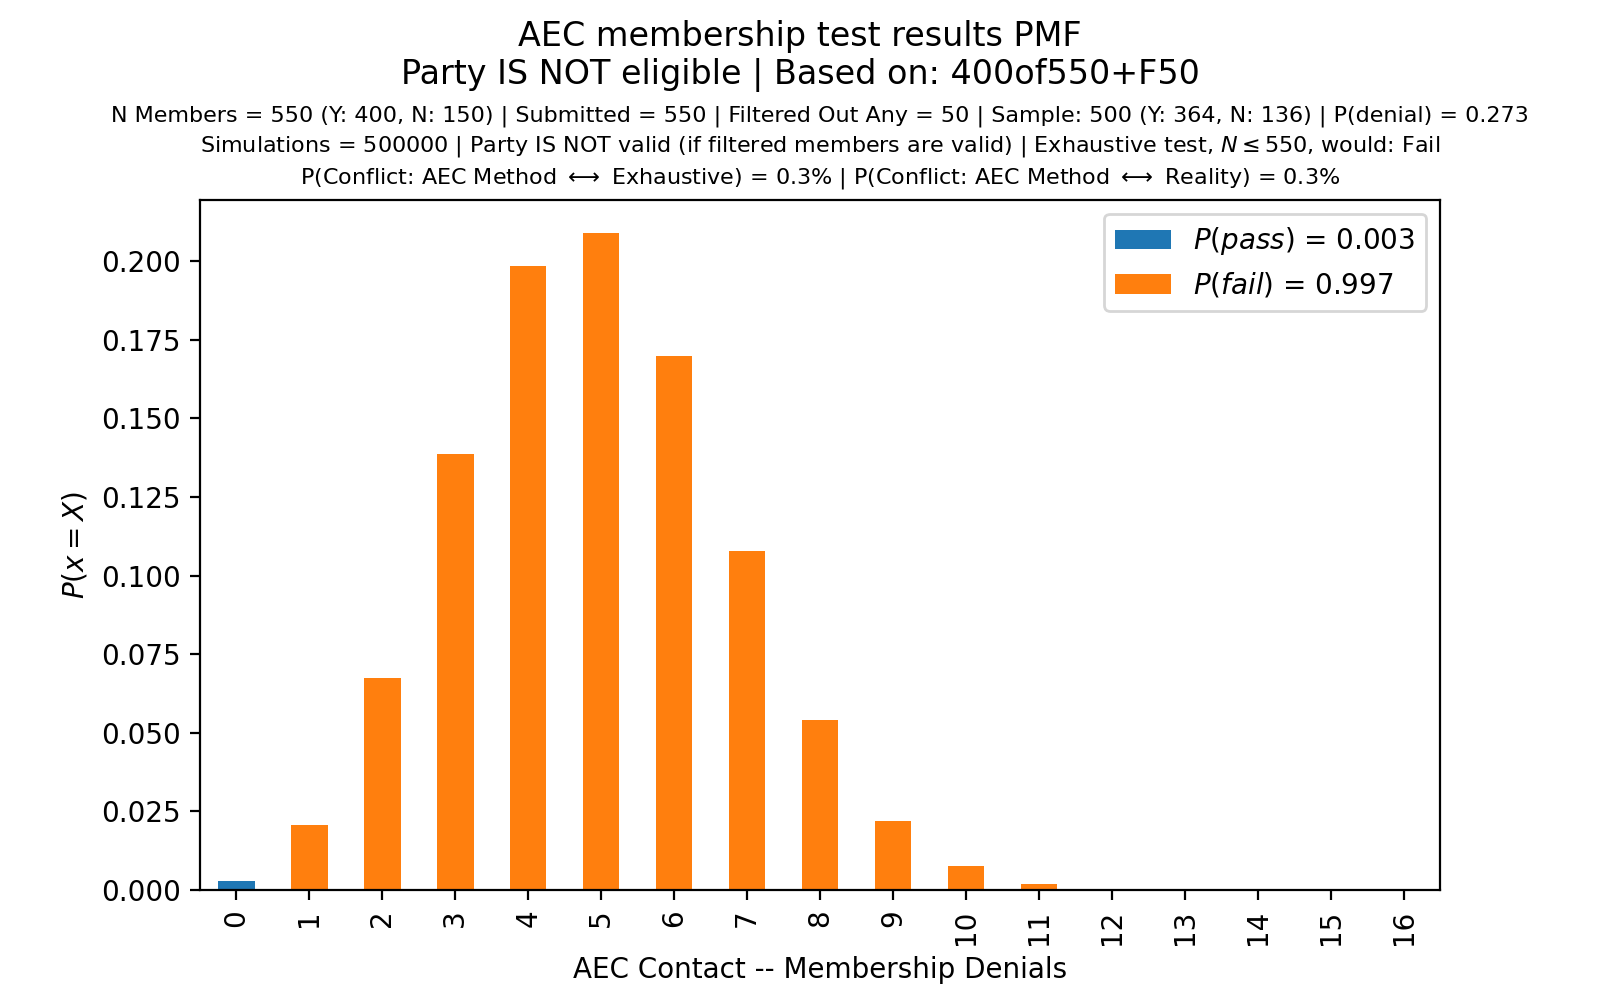 AEC membership test results PMF
Party IS NOT eligible | Based on: 400of550+F50
N Members = 550 (Y: 400, N: 150) | Submitted = 550 | Filtered Out Any = 50 | Sample: 500 (Y: 364, N: 136) | P(denial) = 0.273
Simulations = 500000 | Party IS NOT valid (if filtered members are valid) | Exhaustive test, N ≤ 550, would: Fail
P(Conflict: AEC Method ⟷ Exhaustive) = 0.3% | P(Conflict: AEC Method ⟷ Reality) = 0.3%
P(pass) = 0.003
P(fail) = 0.997
0.200
0.175
0.150
0.125
0.100
0.075
0.050
0.025
0.000
P(x = X)
0 1 2 3 4 5 6 7 8 9 10 11 12 13 14 15 16
AEC Contact -- Membership Denials